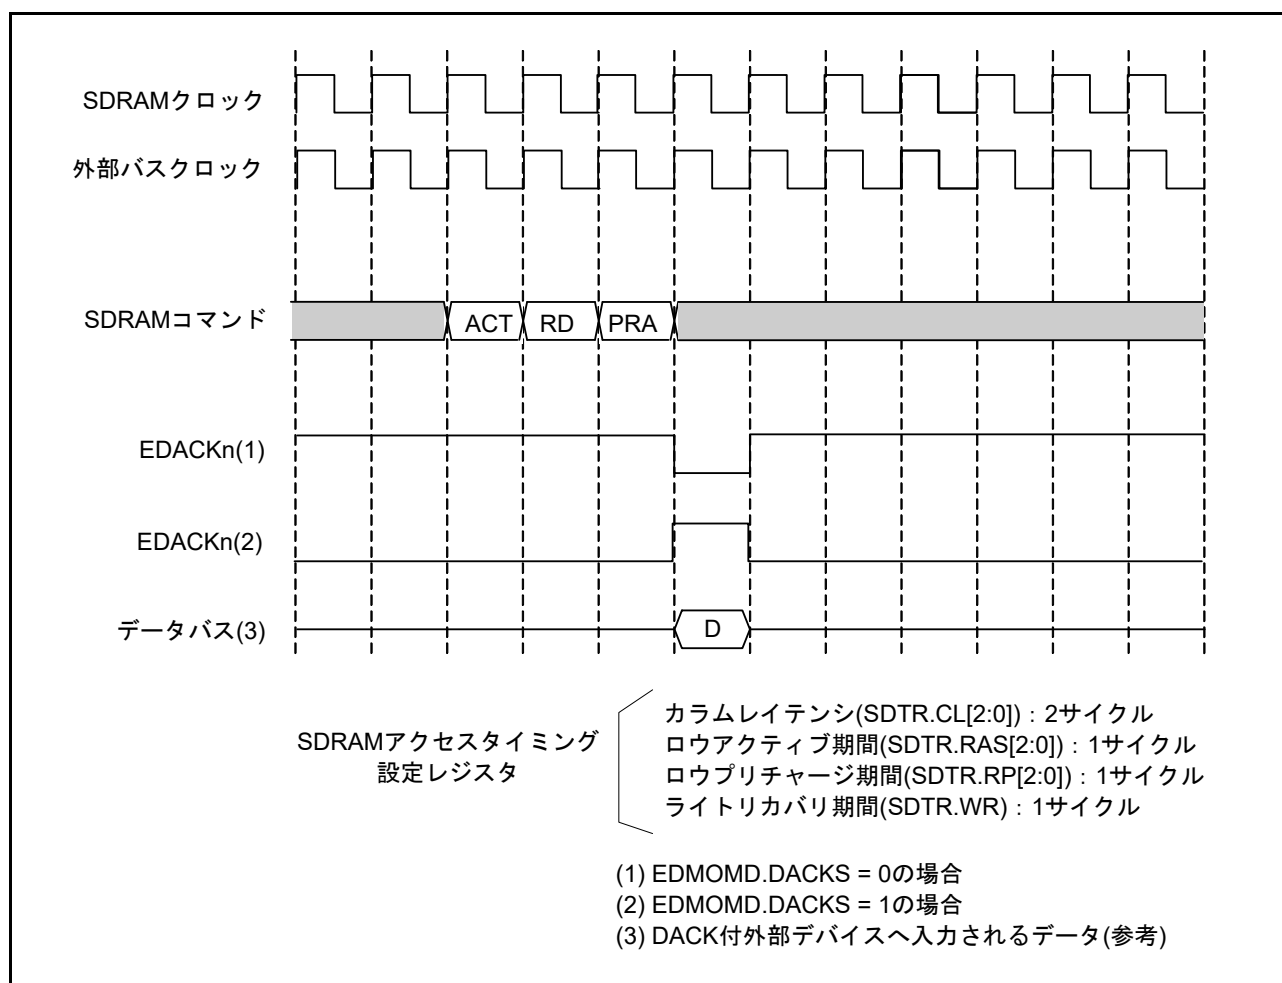 SDRAMクロック
外部バスクロック
SDRAMコマンド
ACT RD PRA
EDACKn(1)
EDACKn(2)
データバス(3)
D
SDRAMアクセスタイミング
設定レジスタ
カラムレイテンシ(SDTR.CL[2:0]):2サイクル
ロウアクティブ期間(SDTR.RAS[2:0]):1サイクル
ロウプリチャージ期間(SDTR.RP[2:0]):1サイクル
ライトリカバリ期間(SDTR.WR):1サイクル
(1) EDMOMD.DACKS = 0の場合
(2) EDMOMD.DACKS = 1の場合
(3) DACK付外部デバイスへ入力されるデータ(参考)